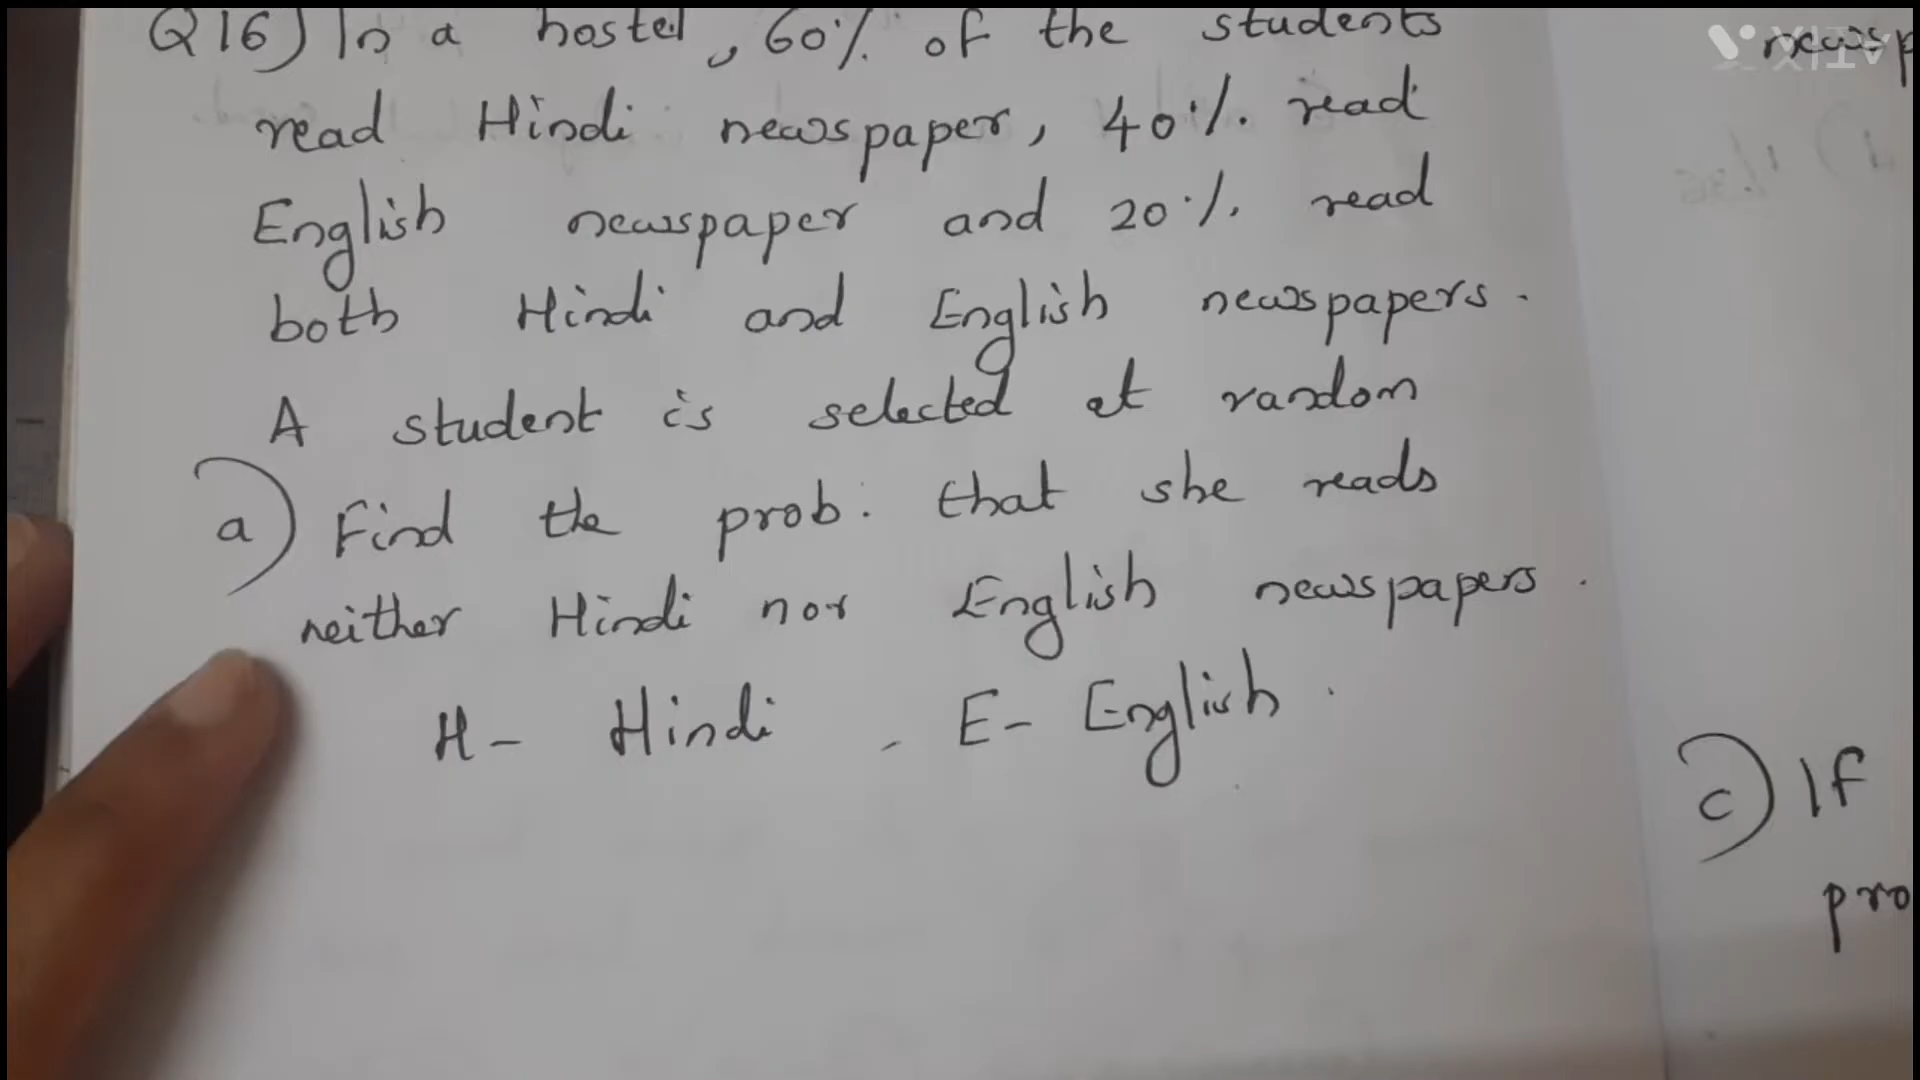 Q16) In a hostel, 60% of the students
read Hindi newspaper, 40% read
English newspaper and 20% read
both Hindi and English newspapers.
A student is selected at random
a) Find the prob. that she reads
neither Hindi nor English newspapers.
H- Hindi . E- English.
newsp
c) If
pro